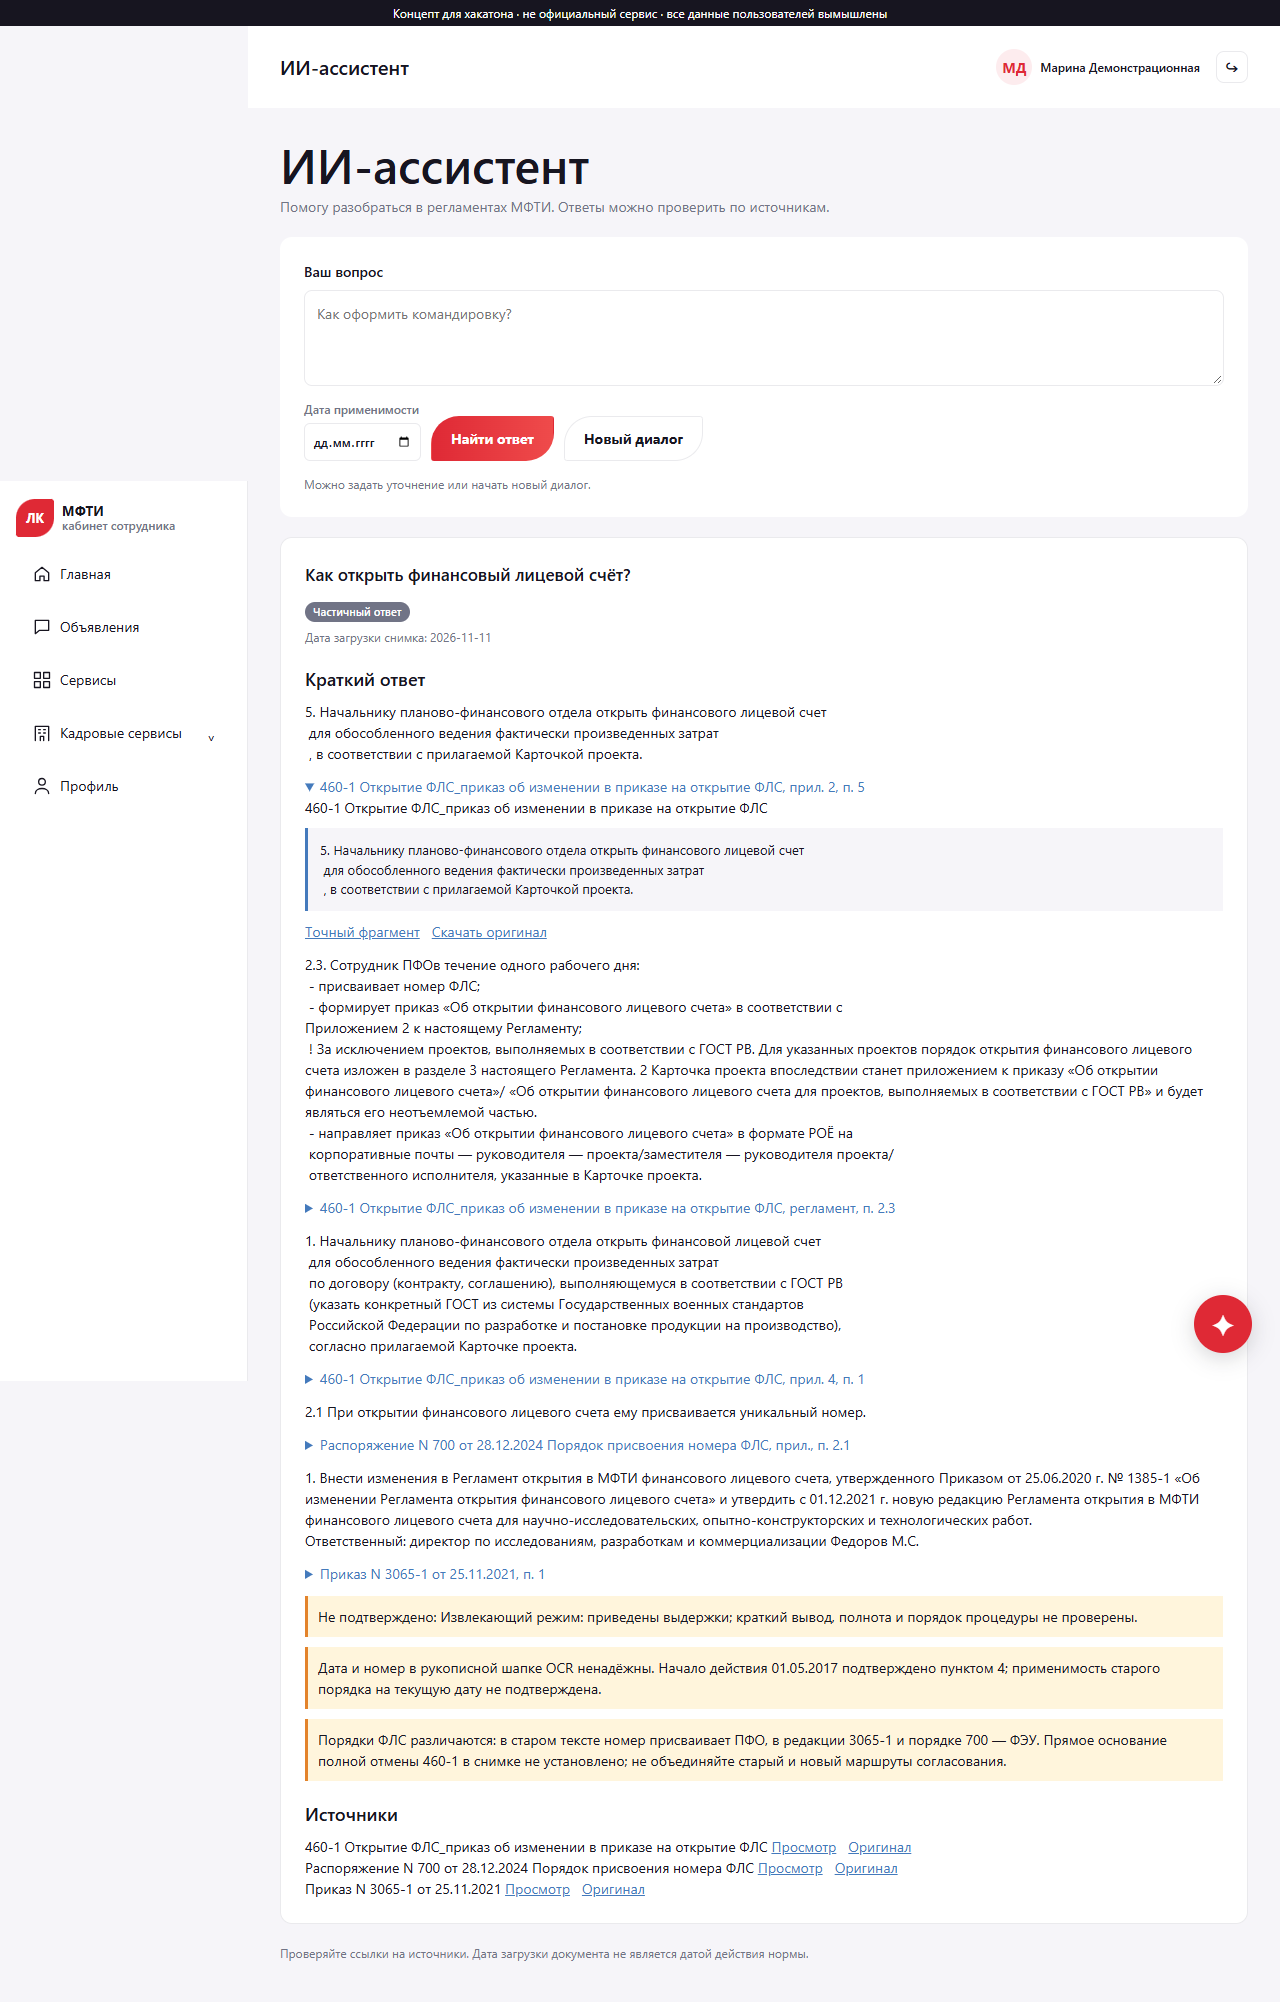 Концепт для хакатона · не официальный сервис · все данные пользователей вымышлены
ИИ-ассистент
МД
Марина Демонстрационная
ИИ-ассистент
Помогу разобраться в регламентах МФТИ. Ответы можно проверить по источникам.
Ваш вопрос
Как оформить командировку?
Дата применимости
дд.мм.гггг
Найти ответ
Новый диалог
Можно задать уточнение или начать новый диалог.
ЛК
МФТИ
кабинет сотрудника
Главная
Объявления
Сервисы
Кадровые сервисы
Профиль
Как открыть финансовый лицевой счёт?
Частичный ответ
Дата загрузки снимка: 2026-11-11
Краткий ответ
5. Начальнику планово-финансового отдела открыть финансового лицевой счет
для обособленного ведения фактически произведенных затрат
, в соответствии с прилагаемой Карточкой проекта.
460-1 Открытие ФЛС_приказ об изменении в приказе на открытие ФЛС, прил. 2, п. 5
460-1 Открытие ФЛС_приказ об изменении в приказе на открытие ФЛС
5. Начальнику планово-финансового отдела открыть финансового лицевой счет
для обособленного ведения фактически произведенных затрат
, в соответствии с прилагаемой Карточкой проекта.
Точный фрагмент Скачать оригинал
2.3. Сотрудник ПФОв течение одного рабочего дня:
- присваивает номер ФЛС;
- формирует приказ «Об открытии финансового лицевого счета» в соответствии с
Приложением 2 к настоящему Регламенту;
! За исключением проектов, выполняемых в соответствии с ГОСТ РВ. Для указанных проектов порядок открытия финансового лицевого
счета изложен в разделе 3 настоящего Регламента. 2 Карточка проекта впоследствии станет приложением к приказу «Об открытии
финансового лицевого счета»/ «Об открытии финансового лицевого счета для проектов, выполняемых в соответствии с ГОСТ РВ» и будет
являться его неотъемлемой частью.
- направляет приказ «Об открытии финансового лицевого счета» в формате РОЁ на
корпоративные почты — руководителя — проекта/заместителя — руководителя проекта/
ответственного исполнителя, указанные в Карточке проекта.
460-1 Открытие ФЛС_приказ об изменении в приказе на открытие ФЛС, регламент, п. 2.3
1. Начальнику планово-финансового отдела открыть финансовой лицевой счет
для обособленного ведения фактически произведенных затрат
по договору (контракту, соглашению), выполняющемуся в соответствии с ГОСТ РВ
(указать конкретный ГОСТ из системы Государственных военных стандартов
Российской Федерации по разработке и постановке продукции на производство),
согласно прилагаемой Карточке проекта.
460-1 Открытие ФЛС_приказ об изменении в приказе на открытие ФЛС, прил. 4, п. 1
2.1 При открытии финансового лицевого счета ему присваивается уникальный номер.
Распоряжение N 700 от 28.12.2024 Порядок присвоения номера ФЛС, прил., п. 2.1
1. Внести изменения в Регламент открытия в МФТИ финансового лицевого счета, утвержденного Приказом от 25.06.2020 г. № 1385-1 «Об
изменении Регламента открытия финансового лицевого счета» и утвердить с 01.12.2021 г. новую редакцию Регламента открытия в МФТИ
финансового лицевого счета для научно-исследовательских, опытно-конструкторских и технологических работ.
Ответственный: директор по исследованиям, разработкам и коммерциализации Федоров М.С.
Приказ N 3065-1 от 25.11.2021, п. 1
Не подтверждено: Извлекающий режим: приведены выдержки; краткий вывод, полнота и порядок процедуры не проверены.
Дата и номер в рукописной шапке OCR ненадёжны. Начало действия 01.05.2017 подтверждено пунктом 4; применимость старого
порядка на текущую дату не подтверждена.
Порядки ФЛС различаются: в старом тексте номер присваивает ПФО, в редакции 3065-1 и порядке 700 — ФЭУ. Прямое основание
полной отмены 460-1 в снимке не установлено; не объединяйте старый и новый маршруты согласования.
Источники
460-1 Открытие ФЛС_приказ об изменении в приказе на открытие ФЛС Просмотр Оригинал
Распоряжение N 700 от 28.12.2024 Порядок присвоения номера ФЛС Просмотр Оригинал
Приказ N 3065-1 от 25.11.2021 Просмотр Оригинал
Проверяйте ссылки на источники. Дата загрузки документа не является датой действия нормы.